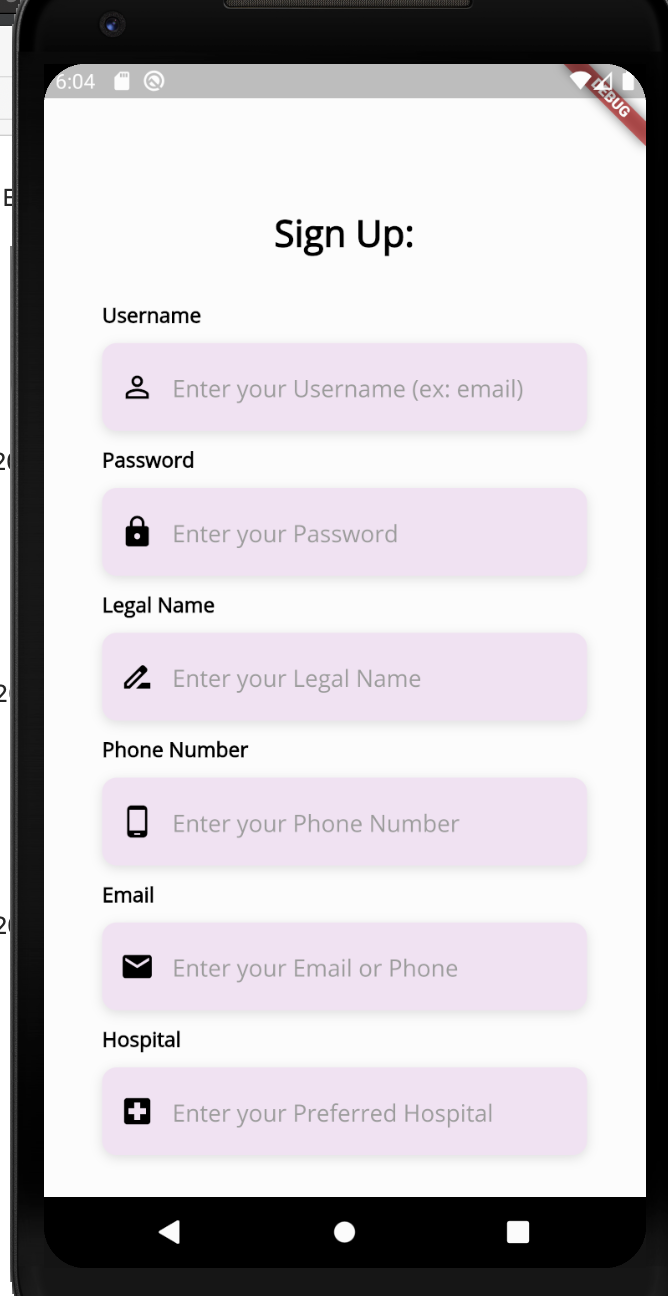 6:04
DEBUG
Sign Up:
Username
Enter your Username (ex: email)
Password
Enter your Password
Legal Name
Enter your Legal Name
Phone Number
Enter your Phone Number
Email
Enter your Email or Phone
Hospital
Enter your Preferred Hospital